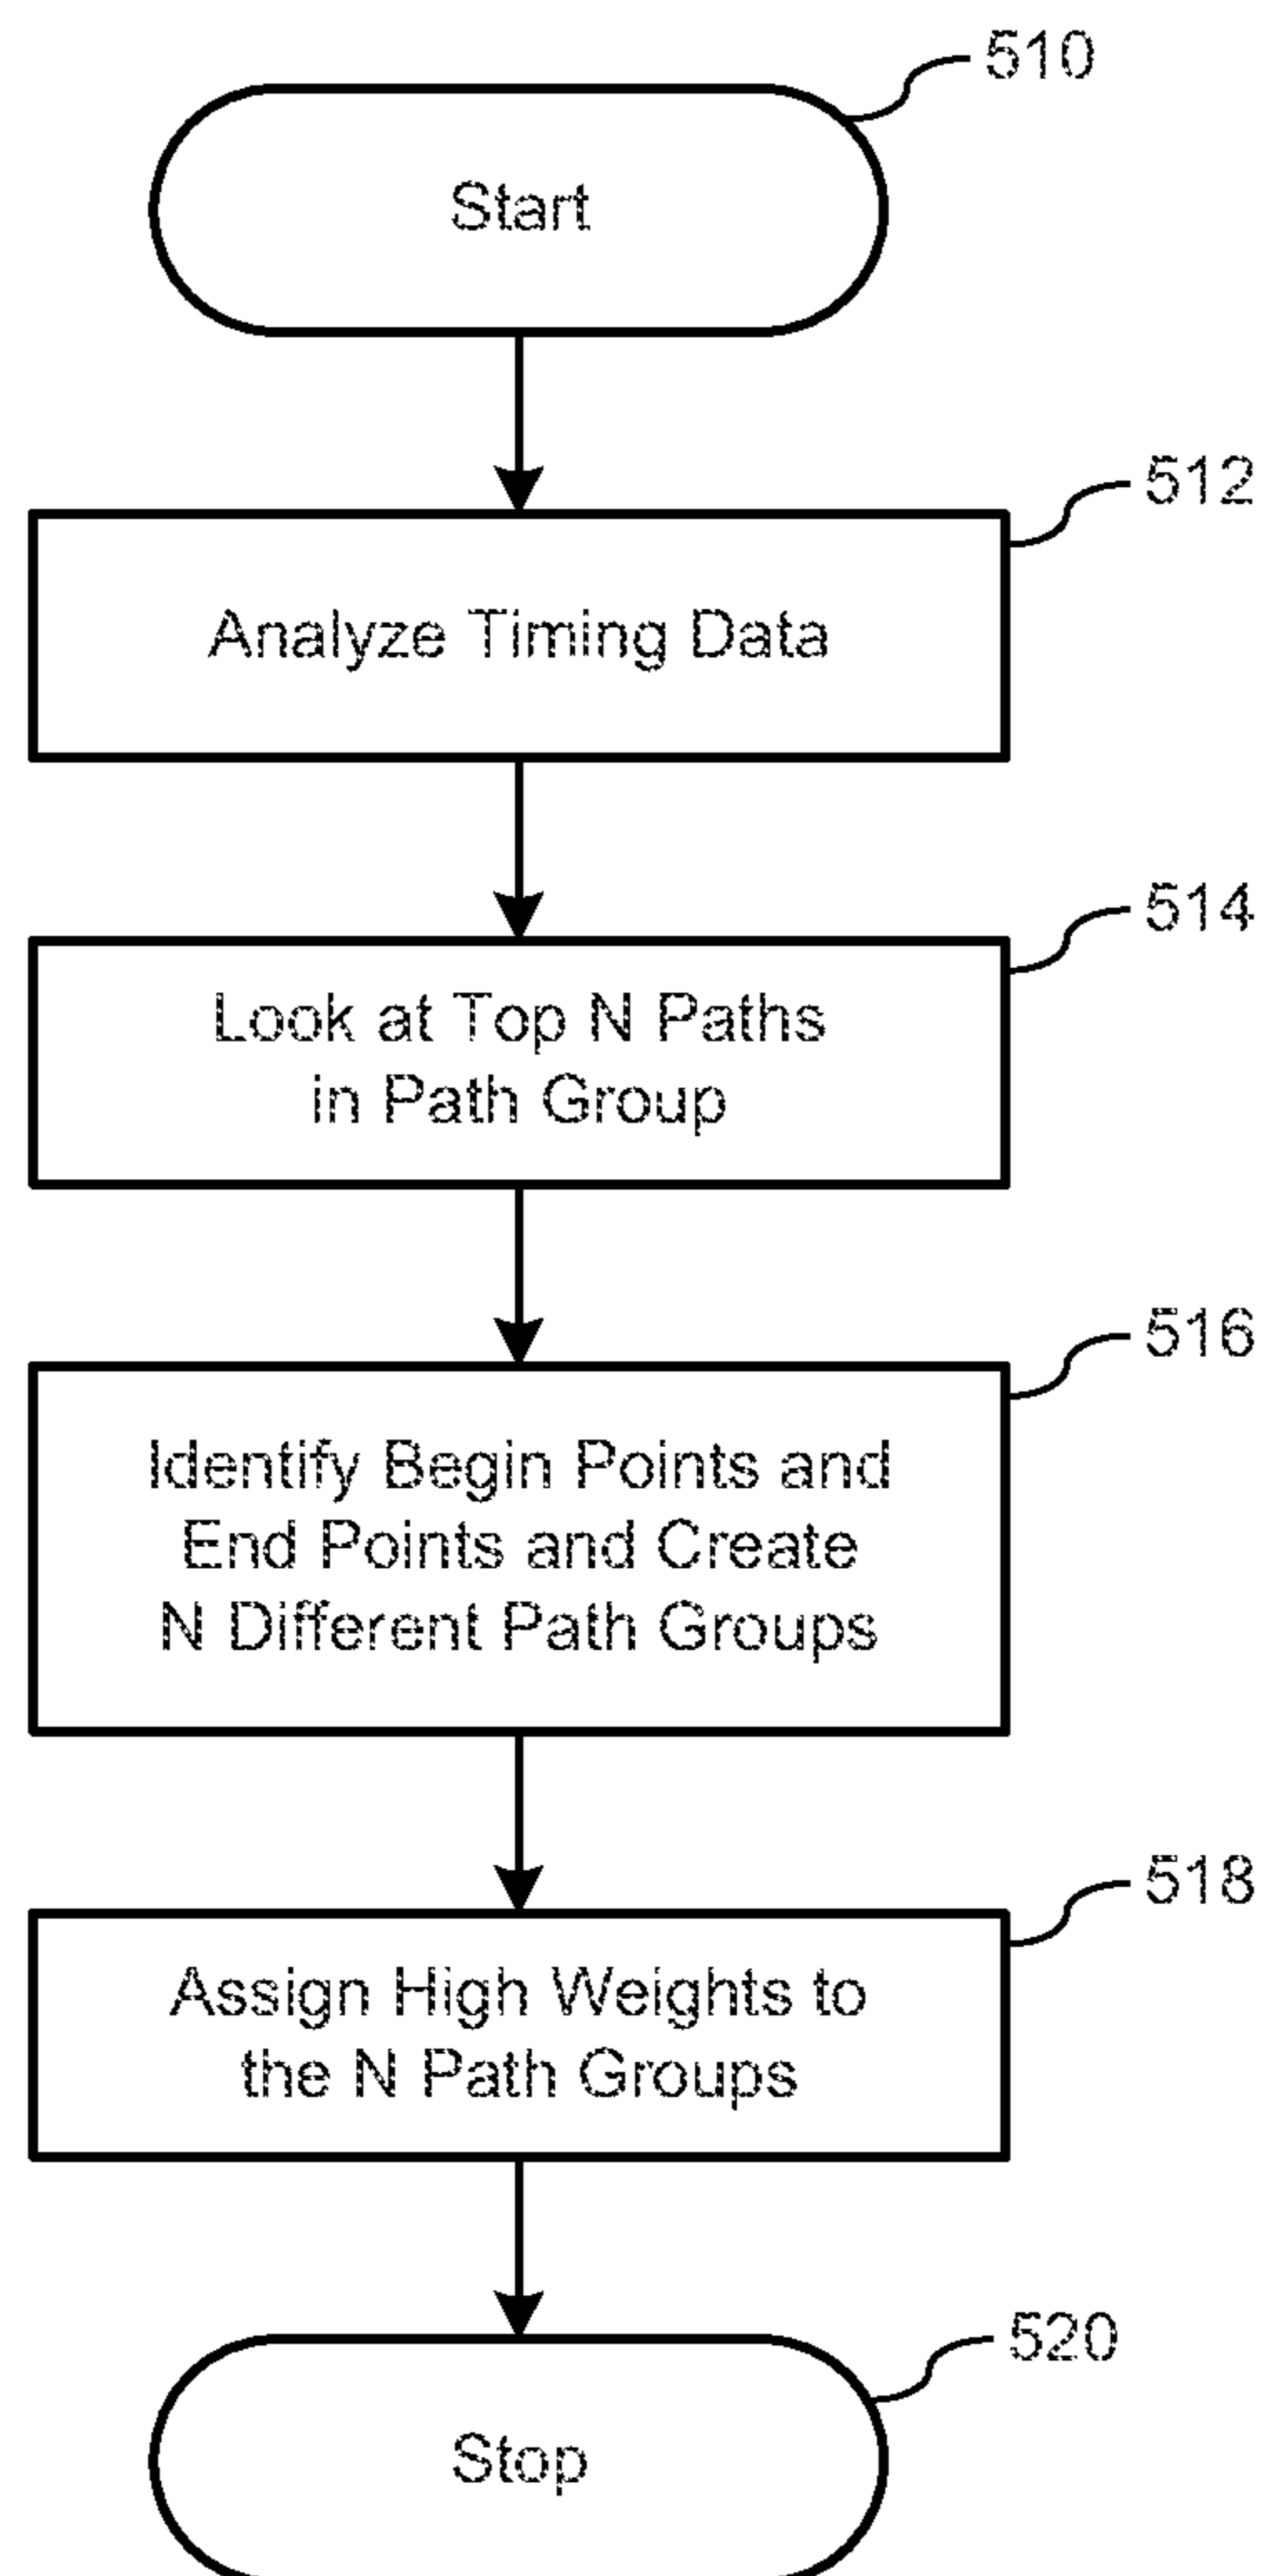 510
Start
512
Analyze Timing Data
514
Look at Top N Paths
in Path Group
516
Identify Begin Points and
End Points and Create
N Different Path Groups
518
Assign High Weights to
the N Path Groups
520
Stop